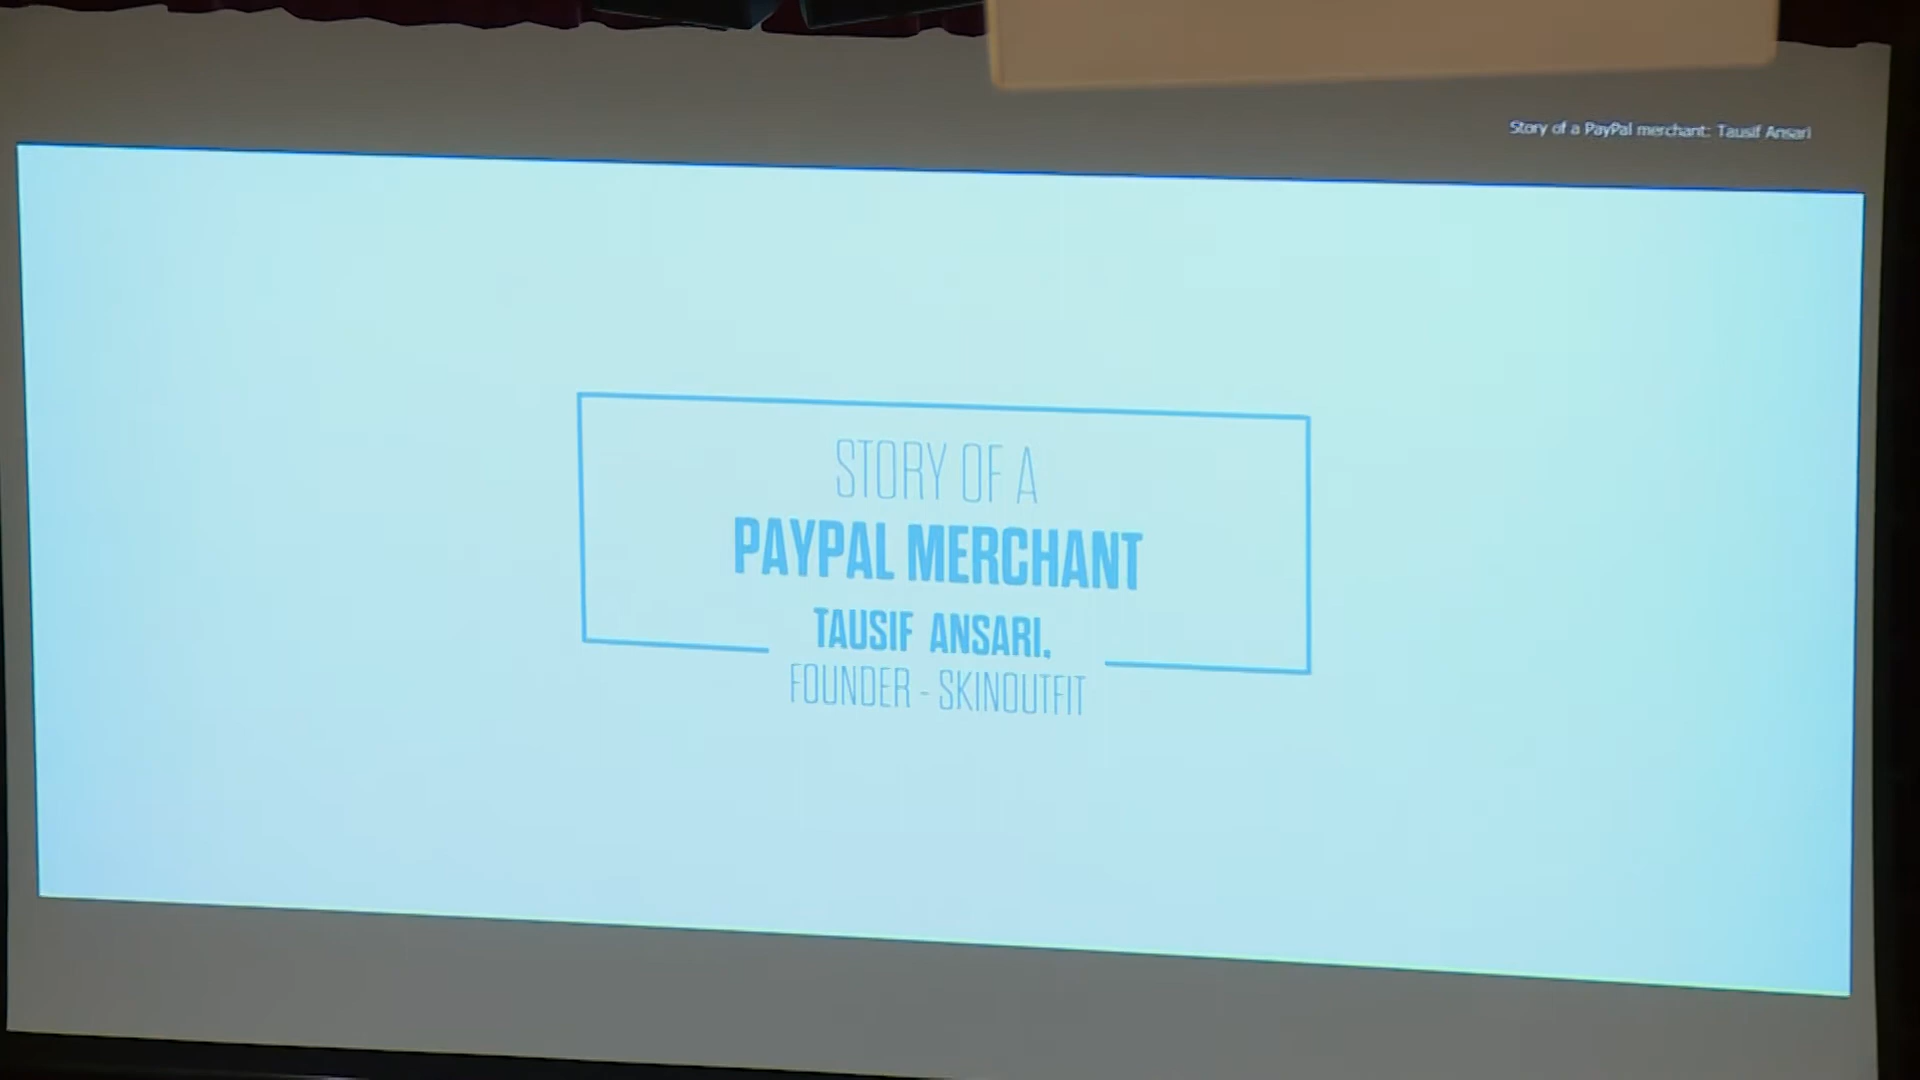 Story of a PayPal merchant: Tausif Ansari
STORY OF A
PAYPAL MERCHANT
TAUSIF ANSARI.
FOUNDER - SKINOUTFIT